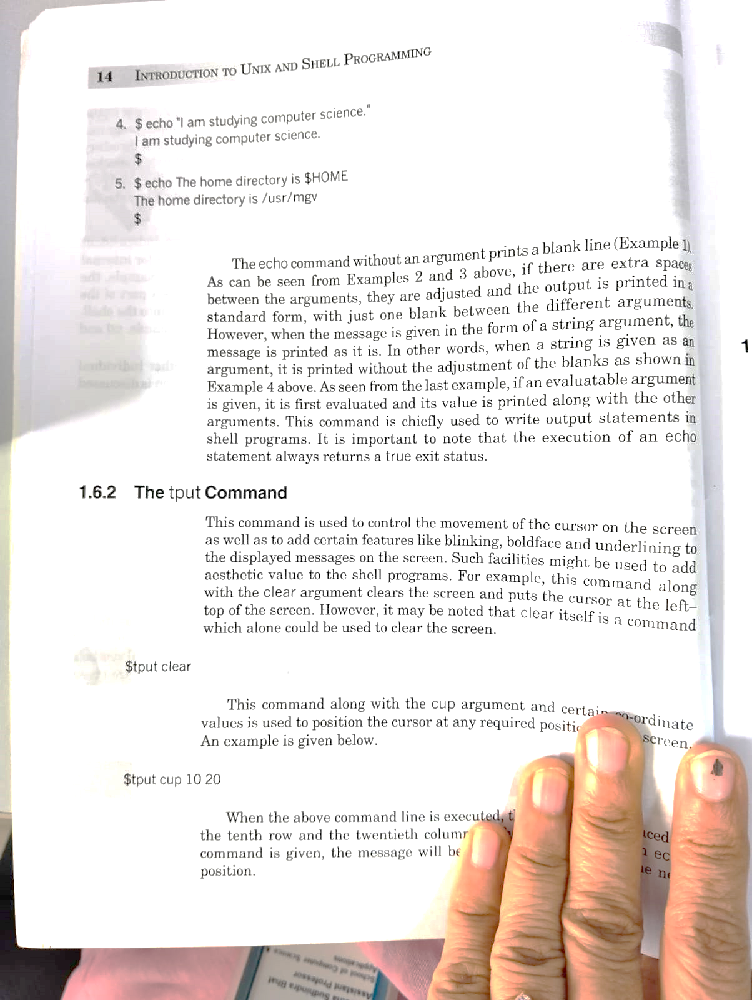 14 INTRODUCTION TO UNIX AND SHELL PROGRAMMING
4. $ echo "I am studying computer science."
I am studying computer science.
$
5. $ echo The home directory is $HOME
The home directory is /usr/mgv
$
The echo command without an argument prints a blank line (Example 1).
As can be seen from Examples 2 and 3 above, if there are extra spaces
between the arguments, they are adjusted and the output is printed in a
standard form, with just one blank between the different arguments.
However, when the message is given in the form of a string argument, the
message is printed as it is. In other words, when a string is given as an
argument, it is printed without the adjustment of the blanks as shown in
Example 4 above. As seen from the last example, if an evaluatable argument
is given, it is first evaluated and its value is printed along with the other
arguments. This command is chiefly used to write output statements in
shell programs. It is important to note that the execution of an echo
statement always returns a true exit status.
1.6.2 The tput Command
This command is used to control the movement of the cursor on the screen
as well as to add certain features like blinking, boldface and underlining to
the displayed messages on the screen. Such facilities might be used to add
aesthetic value to the shell programs. For example, this command along
with the clear argument clears the screen and puts the cursor at the left–
top of the screen. However, it may be noted that clear itself is a command
which alone could be used to clear the screen.
$tput clear
This command along with the cup argument and certain co-ordinate
values is used to position the cursor at any required screen.
An example is given below.
$tput cup 10 20
When the above command line is executed,
the tenth row and the twentieth
command is given, the message will
position.
1
Assistant Professor
School of Computer Science &
Applications